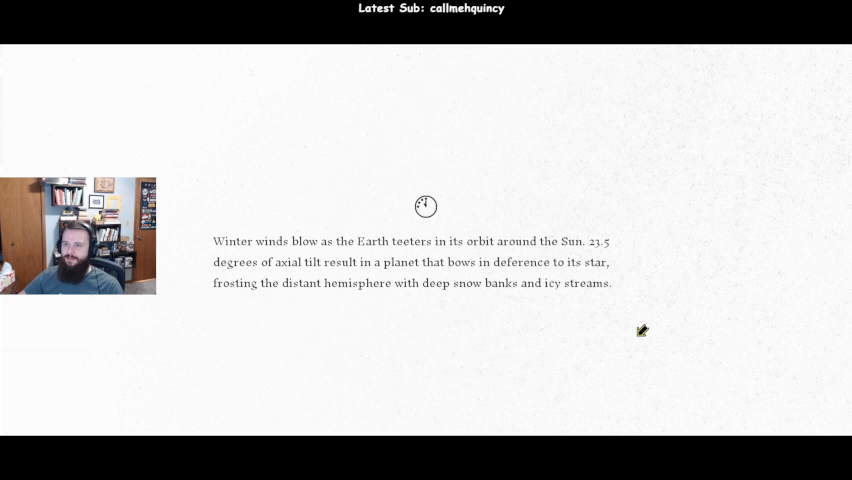 Latest Sub: callmehquincy
Winter winds blow as the Earth teeters in its orbit around the Sun. 23.5
degrees of axial tilt result in a planet that bows in deference to its star,
frosting the distant hemisphere with deep snow banks and icy streams.